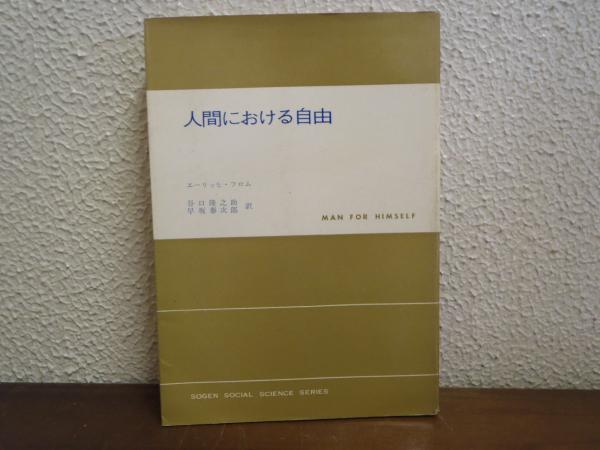 人間における自由
エーリッヒ・フロム
谷口隆之助
早坂泰次郎 訳
MAN FOR HIMSELF
SOGEN SOCIAL SCIENCE SERIES